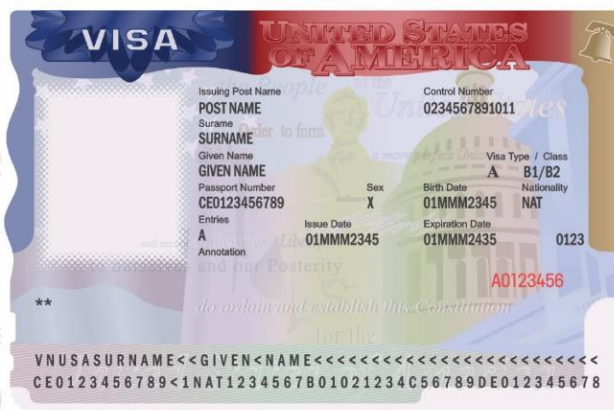 VISA
UNITED STATES
OF AMERICA
Issuing Post Name Control Number
POST NAME 0234567891011
Surame
SURNAME
Given Name Visa Type / Class
GIVEN NAME A B1/B2
Passport Number Sex Birth Date Nationality
CE0123456789 X 01MMM2345 NAT
Entries Issue Date Expiration Date
A 01MMM2345 01MMM2435 0123
Annotation
A0123456
and our Posterity
**
do ordain and establish this Constitution
for the
VNUSASURNAME<<GIVEN<NAME<<<<<<<<<<<<<<<<<<<<<<
CE0123456789<1NAT1234567B01021234C56789DE012345678